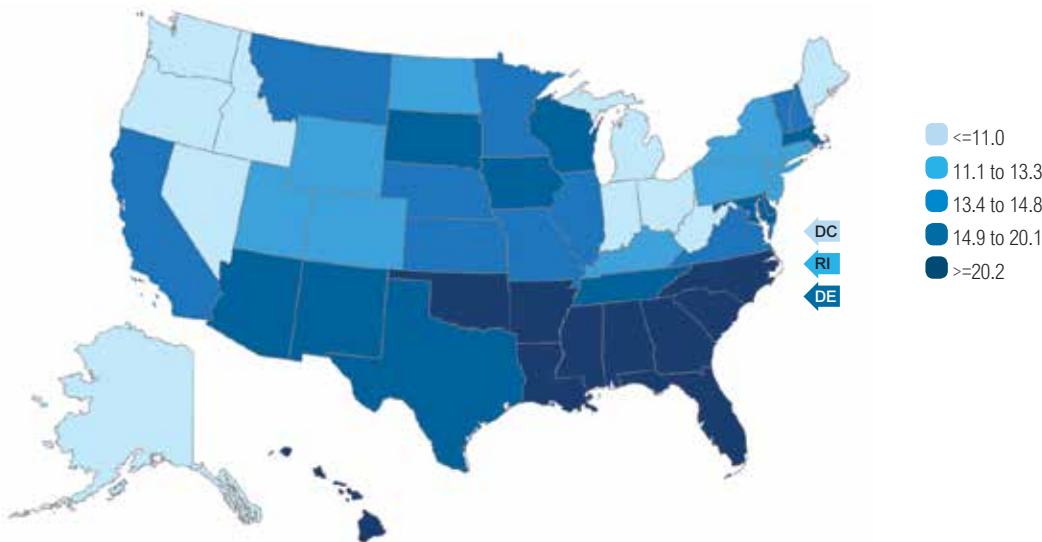 <=11.0
11.1 to 13.3
13.4 to 14.8
14.9 to 20.1
>=20.2
DC
RI
DE